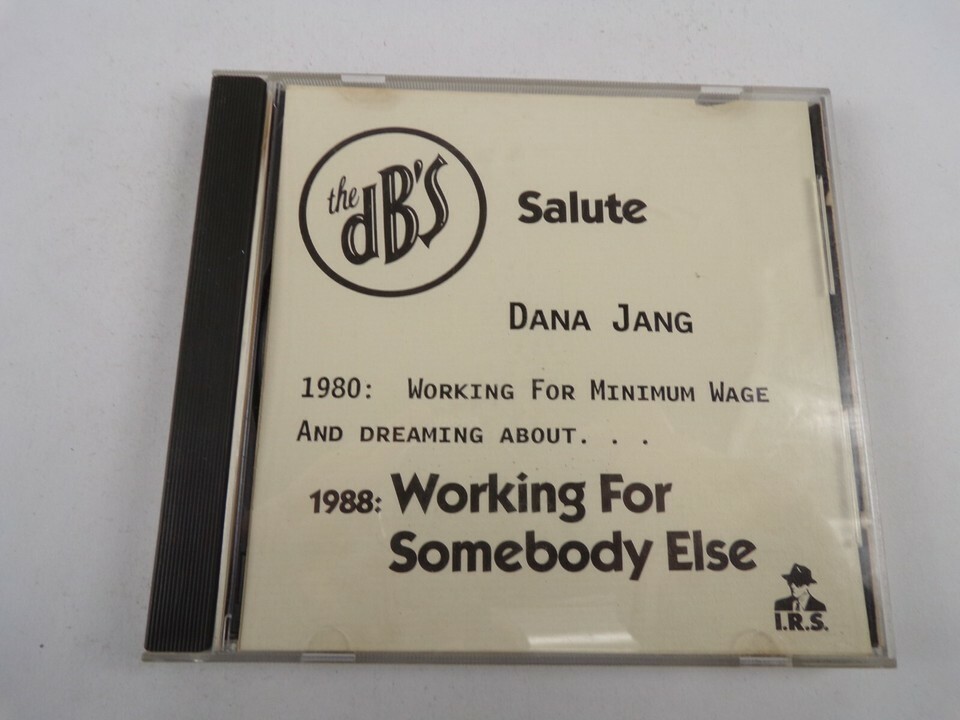 the dB's
Salute
DANA JANG
1980: WORKING FOR MINIMUM WAGE
AND DREAMING ABOUT. . .
1988: Working For
Somebody Else
I.R.S.